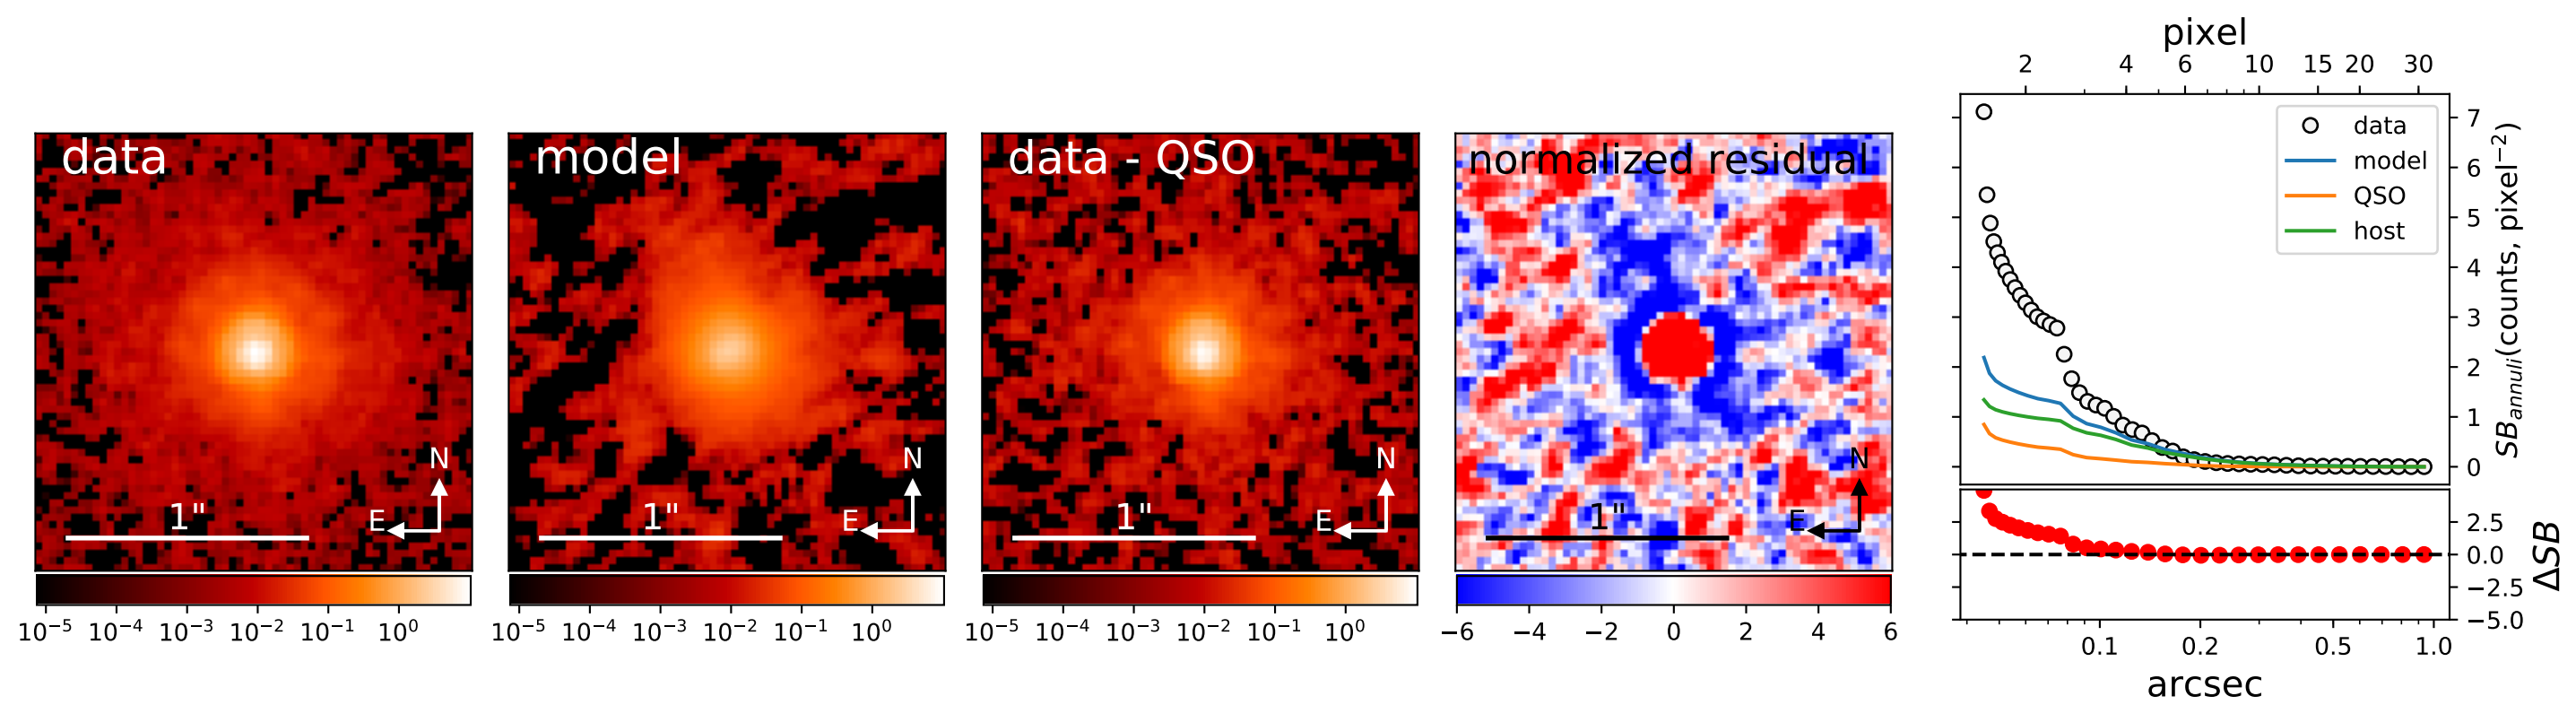 data
1"
N
E
10⁻⁵ 10⁻⁴ 10⁻³ 10⁻² 10⁻¹ 10⁰
model
1"
N
E
10⁻⁵ 10⁻⁴ 10⁻³ 10⁻² 10⁻¹ 10⁰
data - QSO
1"
N
E
10⁻⁵ 10⁻⁴ 10⁻³ 10⁻² 10⁻¹ 10⁰
normalized residual
1"
N
E
−6 −4 −2 0 2 4 6
pixel
2 4 6 10 15 20 30
data
model
QSO
host
7
6
5
4
3
2
1
0
SB_annuli(counts, pixel⁻²)
2.5
0.0
−2.5
−5.0
ΔSB
0.1 0.2 0.5 1.0
arcsec